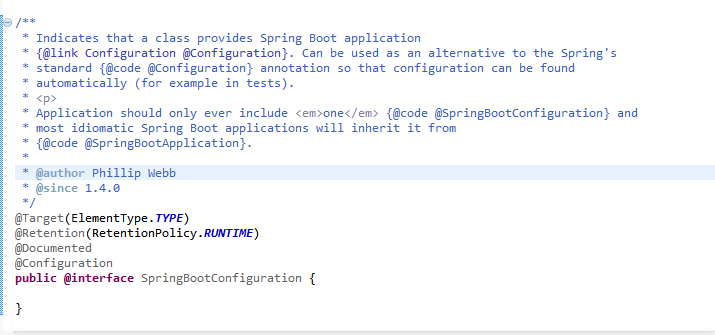 /**
 * Indicates that a class provides Spring Boot application
 * {@link Configuration @Configuration}. Can be used as an alternative to the Spring's
 * standard {@code @Configuration} annotation so that configuration can be found
 * automatically (for example in tests).
 * <p>
 * Application should only ever include <em>one</em> {@code @SpringBootConfiguration} and
 * most idiomatic Spring Boot applications will inherit it from
 * {@code @SpringBootApplication}.
 *
 * @author Phillip Webb
 * @since 1.4.0
 */
@Target(ElementType.TYPE)
@Retention(RetentionPolicy.RUNTIME)
@Documented
@Configuration
public @interface SpringBootConfiguration {

}